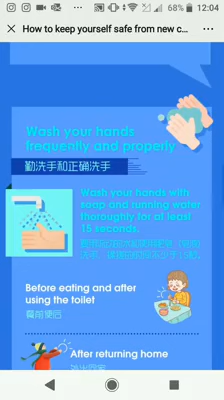 68% 12:04
How to keep yourself safe from new c...
Wash your hands
frequently and properly
勤洗手和正确洗手
Wash your hands with
soap and running water
thoroughly for at least
15 seconds.
Before eating and after
using the toilet
餐前便后
After returning home